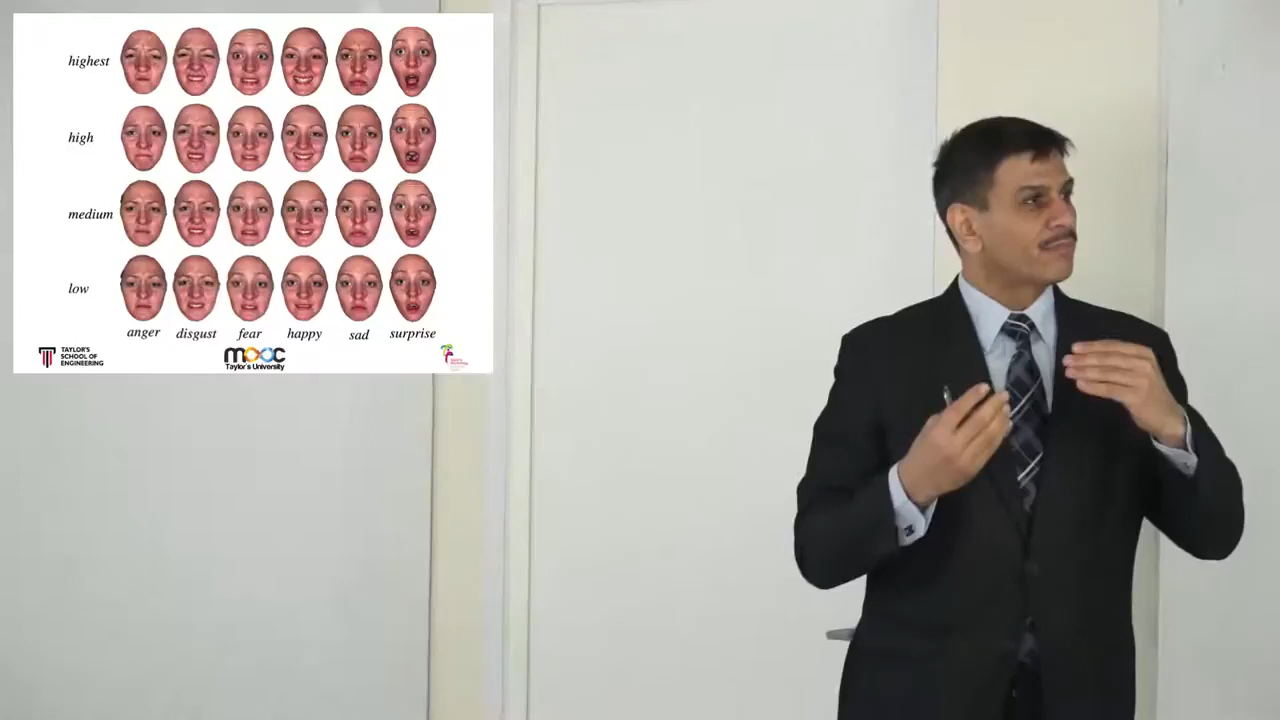 highest
high
medium
low
anger disgust fear happy sad surprise
TAYLOR'S
SCHOOL OF
ENGINEERING
mooc
Taylor's University